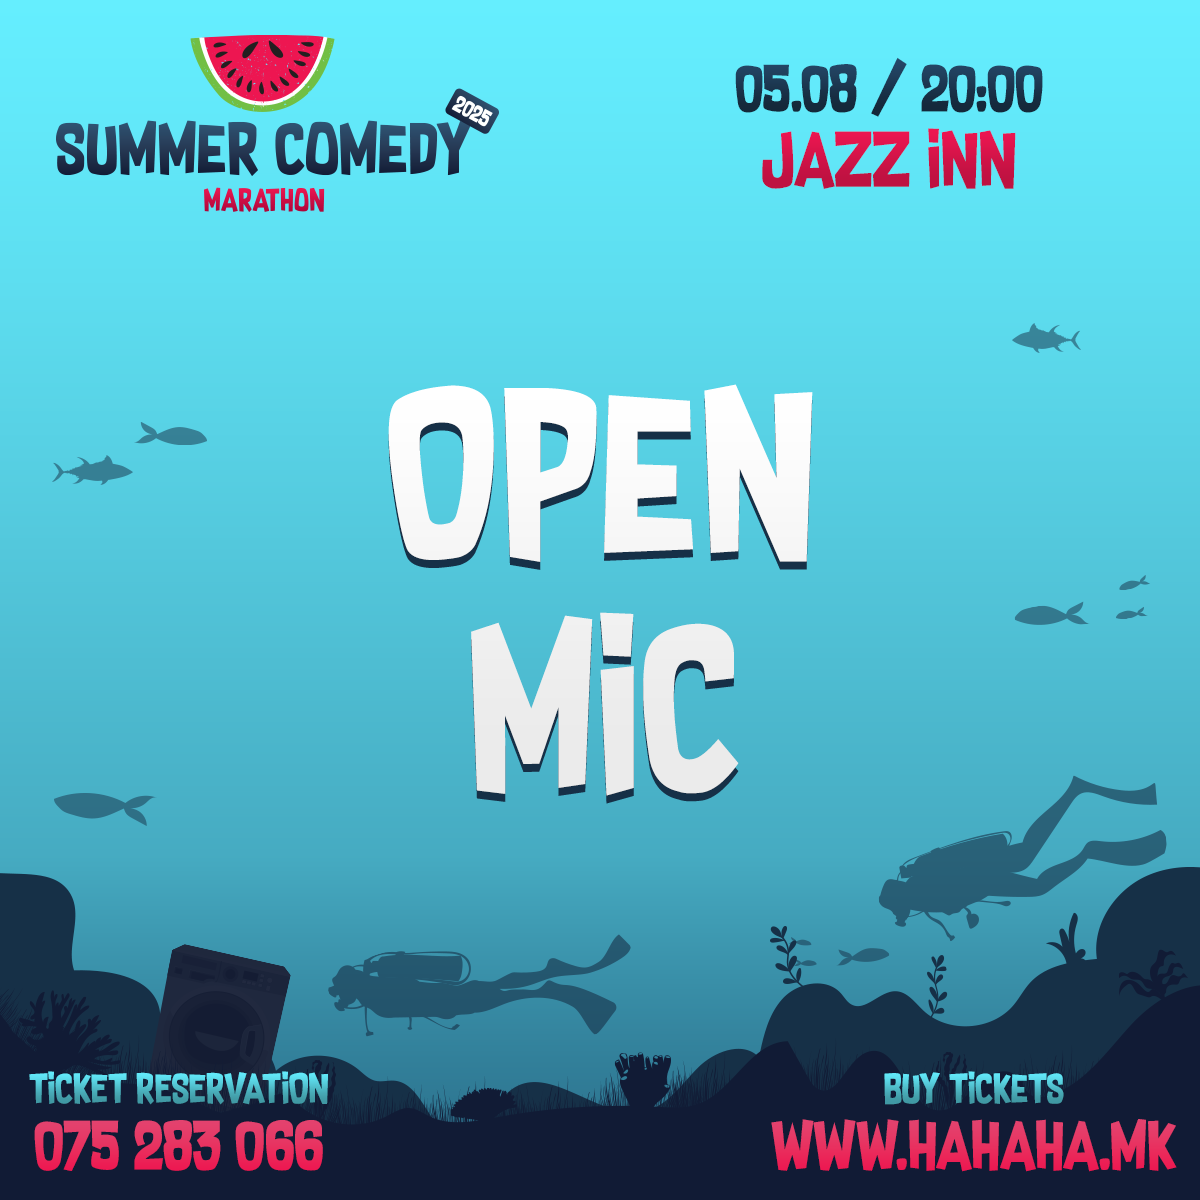 SUMMER COMEDY
2025
MARATHON
05.08 / 20:00
JAZZ iNN
OPEN
MiC
TiCKET RESERVATiON
075 283 066
BUY TiCKETS
WWW.HAHAHA.MK